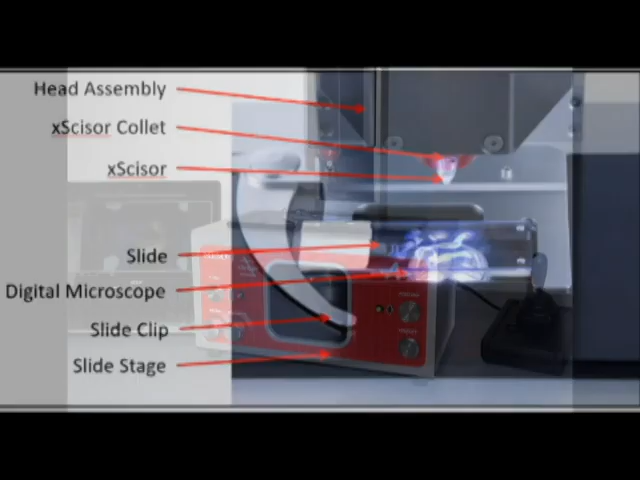 Head Assembly
xScisor Collet
xScisor
Slide
Digital Microscope
Slide Clip
Slide Stage